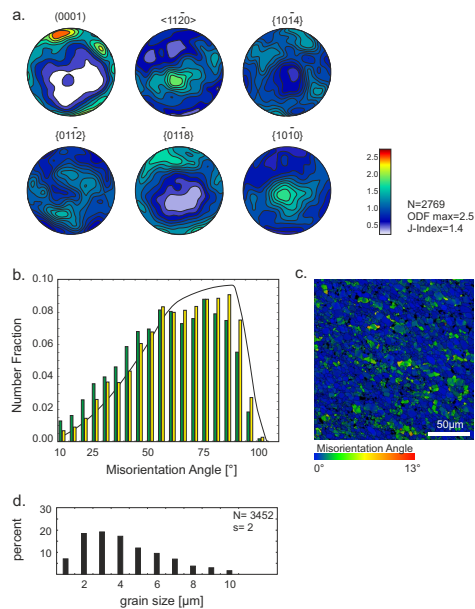 a.
(0001)
<112̄0>
{101̄4}
{011̄2}
{011̄8}
{101̄0}
2.5
2.0
1.5
1.0
0.5
N=2769
ODF max=2.5
J-Index=1.4
b.
Number Fraction
0.10
0.08
0.06
0.04
0.02
0.00
10 25 50 75 100
Misorientation Angle [°]
c.
50µm
Misorientation Angle
0° 13°
d.
percent
30
20
10
N= 3452
s= 2
2 4 6 8 10
grain size [µm]